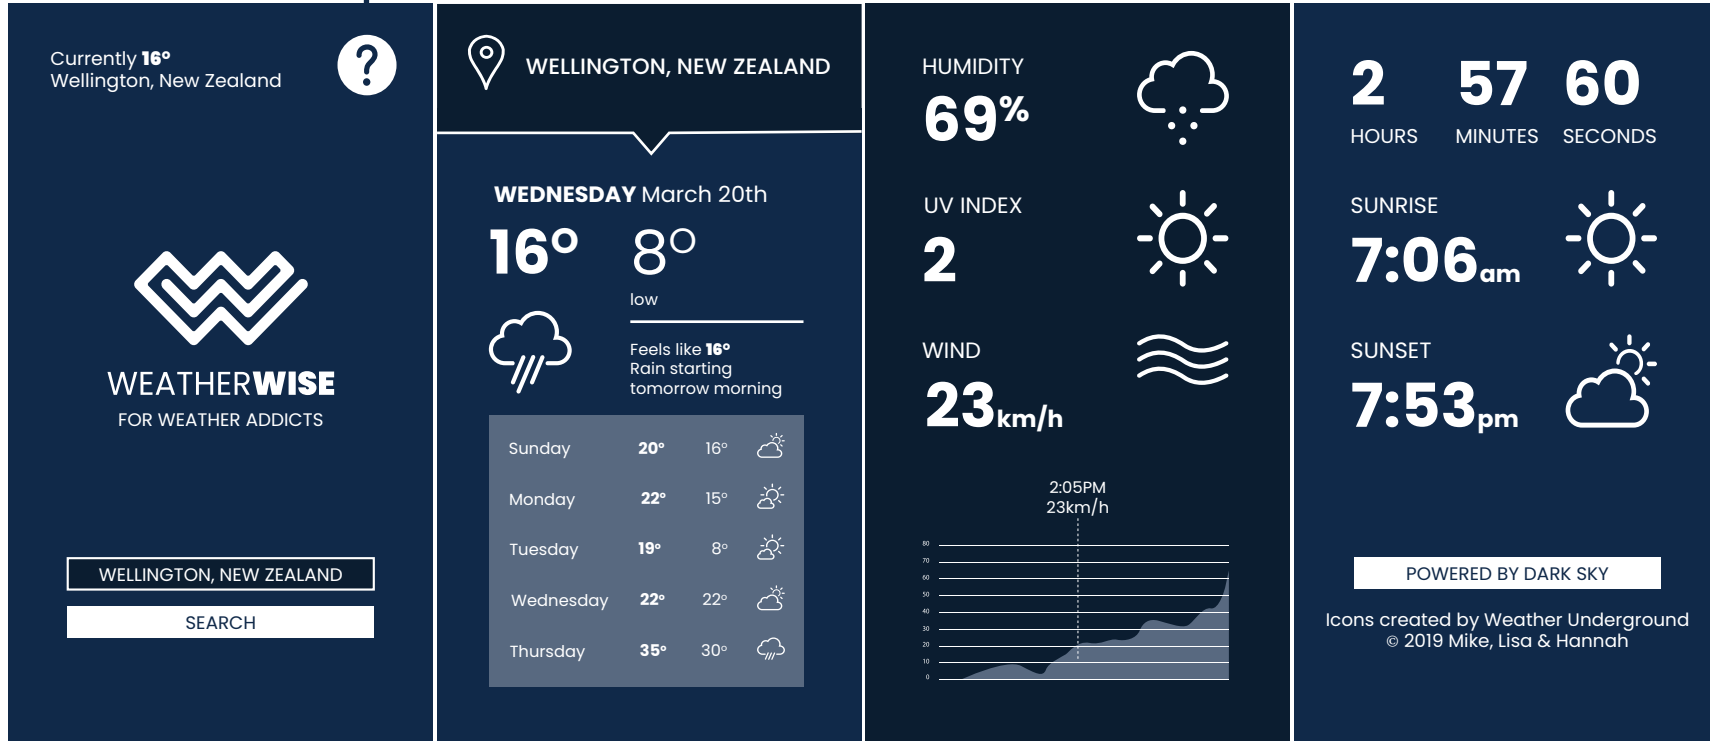 Currently 16°
Wellington, New Zealand
?
WEATHERWISE
FOR WEATHER ADDICTS
WELLINGTON, NEW ZEALAND
SEARCH
WELLINGTON, NEW ZEALAND
WEDNESDAY March 20th
16° 8°
low
Feels like 16°
Rain starting
tomorrow morning
Sunday 20° 16°
Monday 22° 15°
Tuesday 19° 8°
Wednesday 22° 22°
Thursday 35° 30°
HUMIDITY
69%
UV INDEX
2
WIND
23km/h
2:05PM
23km/h
80
70
60
50
40
30
20
10
0
2 57 60
HOURS MINUTES SECONDS
SUNRISE
7:06am
SUNSET
7:53pm
POWERED BY DARK SKY
Icons created by Weather Underground
© 2019 Mike, Lisa & Hannah